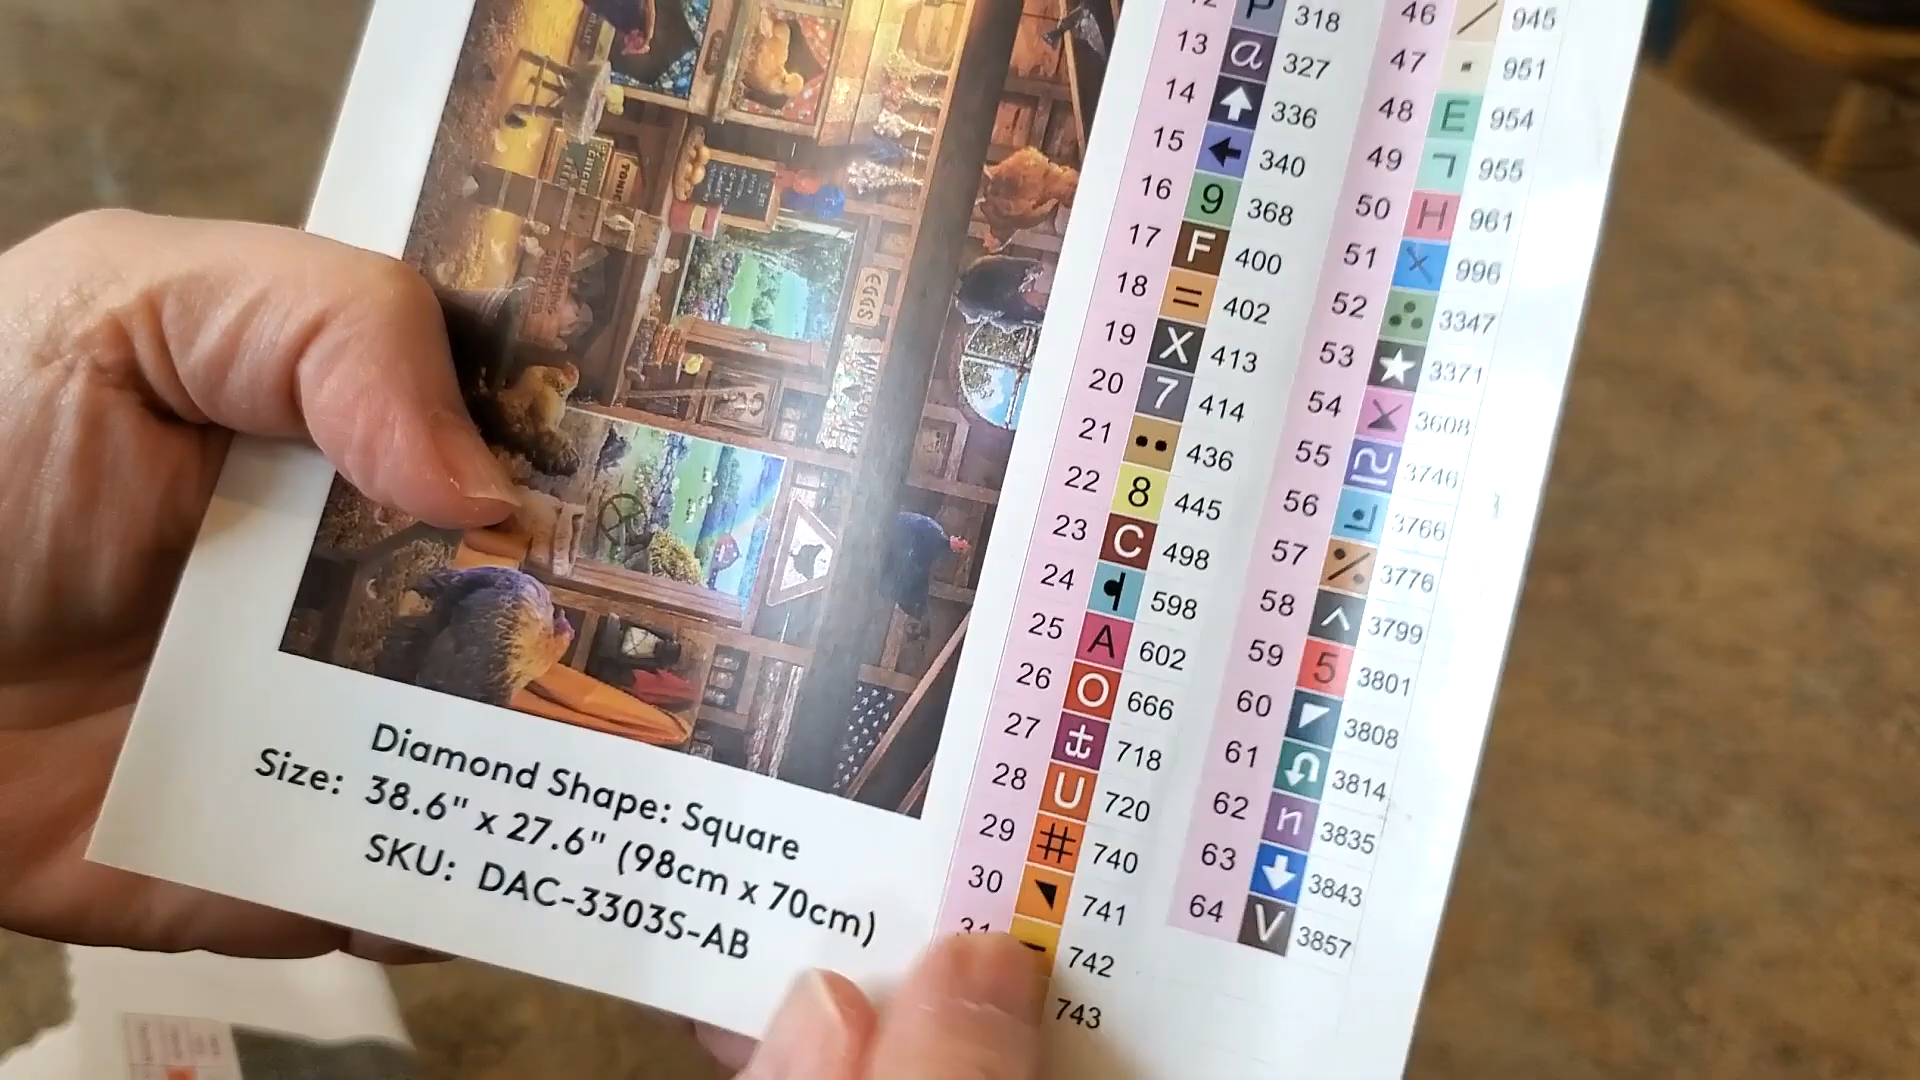 Diamond Shape: Square
Size: 38.6" x 27.6" (98cm x 70cm)
SKU: DAC-3303S-AB
P 318
13 a 327
14 336
15 340
16 9 368
17 F 400
18 = 402
19 X 413
20 7 414
21 436
22 8 445
23 C 498
24 598
25 A 602
26 O 666
27 718
28 U 720
29 # 740
30 741
31 742
743
46 / 945
47 951
48 E 954
49 955
50 H 961
51 X 996
52 3347
53 ★ 3371
54 3608
55 3746
56 3766
57 3776
58 ^ 3799
59 5 3801
60 3808
61 3814
62 n 3835
63 3843
64 V 3857
EGGS
TONIC